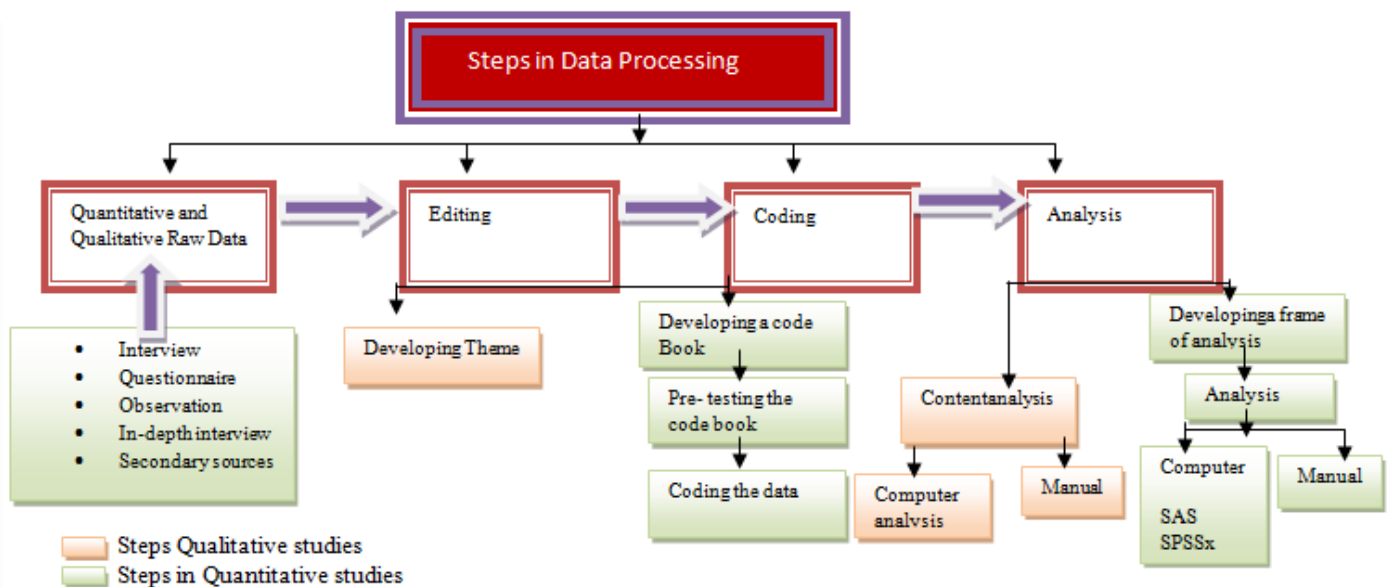 Steps in Data Processing
Quantitative and
Qualitative Raw Data
Editing
Coding
Analysis
• Interview
• Questionnaire
• Observation
• In-depth interview
• Secondary sources
Developing Theme
Developing a code
Book
Pre- testing the
code book
Coding the data
Contentanalysis
Computer
analysis
Manual
Developinga frame
of analysis
Analysis
Computer
SAS
SPSSx
Manual
Steps Qualitative studies
Steps in Quantitative studies